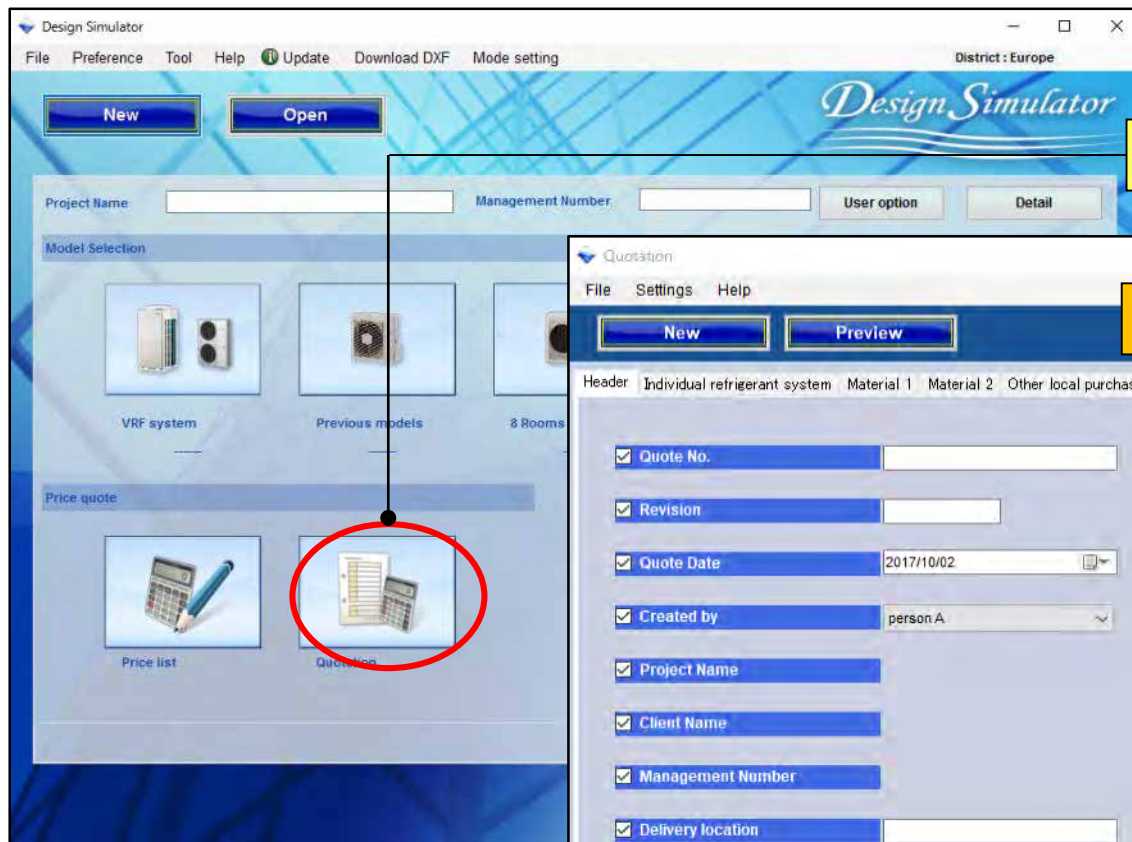 Design Simulator
File Preference Tool Help Update Download DXF Mode setting District : Europe
New Open Design Simulator
Project Name Management Number User option Detail
Model Selection
VRF system Previous models 8 Rooms
Price quote
Price list Quotation
Quotation
File Settings Help
New Preview
Header Individual refrigerant system Material 1 Material 2 Other local purchas
Quote No.
Revision
Quote Date 2017/10/02
Created by person A
Project Name
Client Name
Management Number
Delivery location